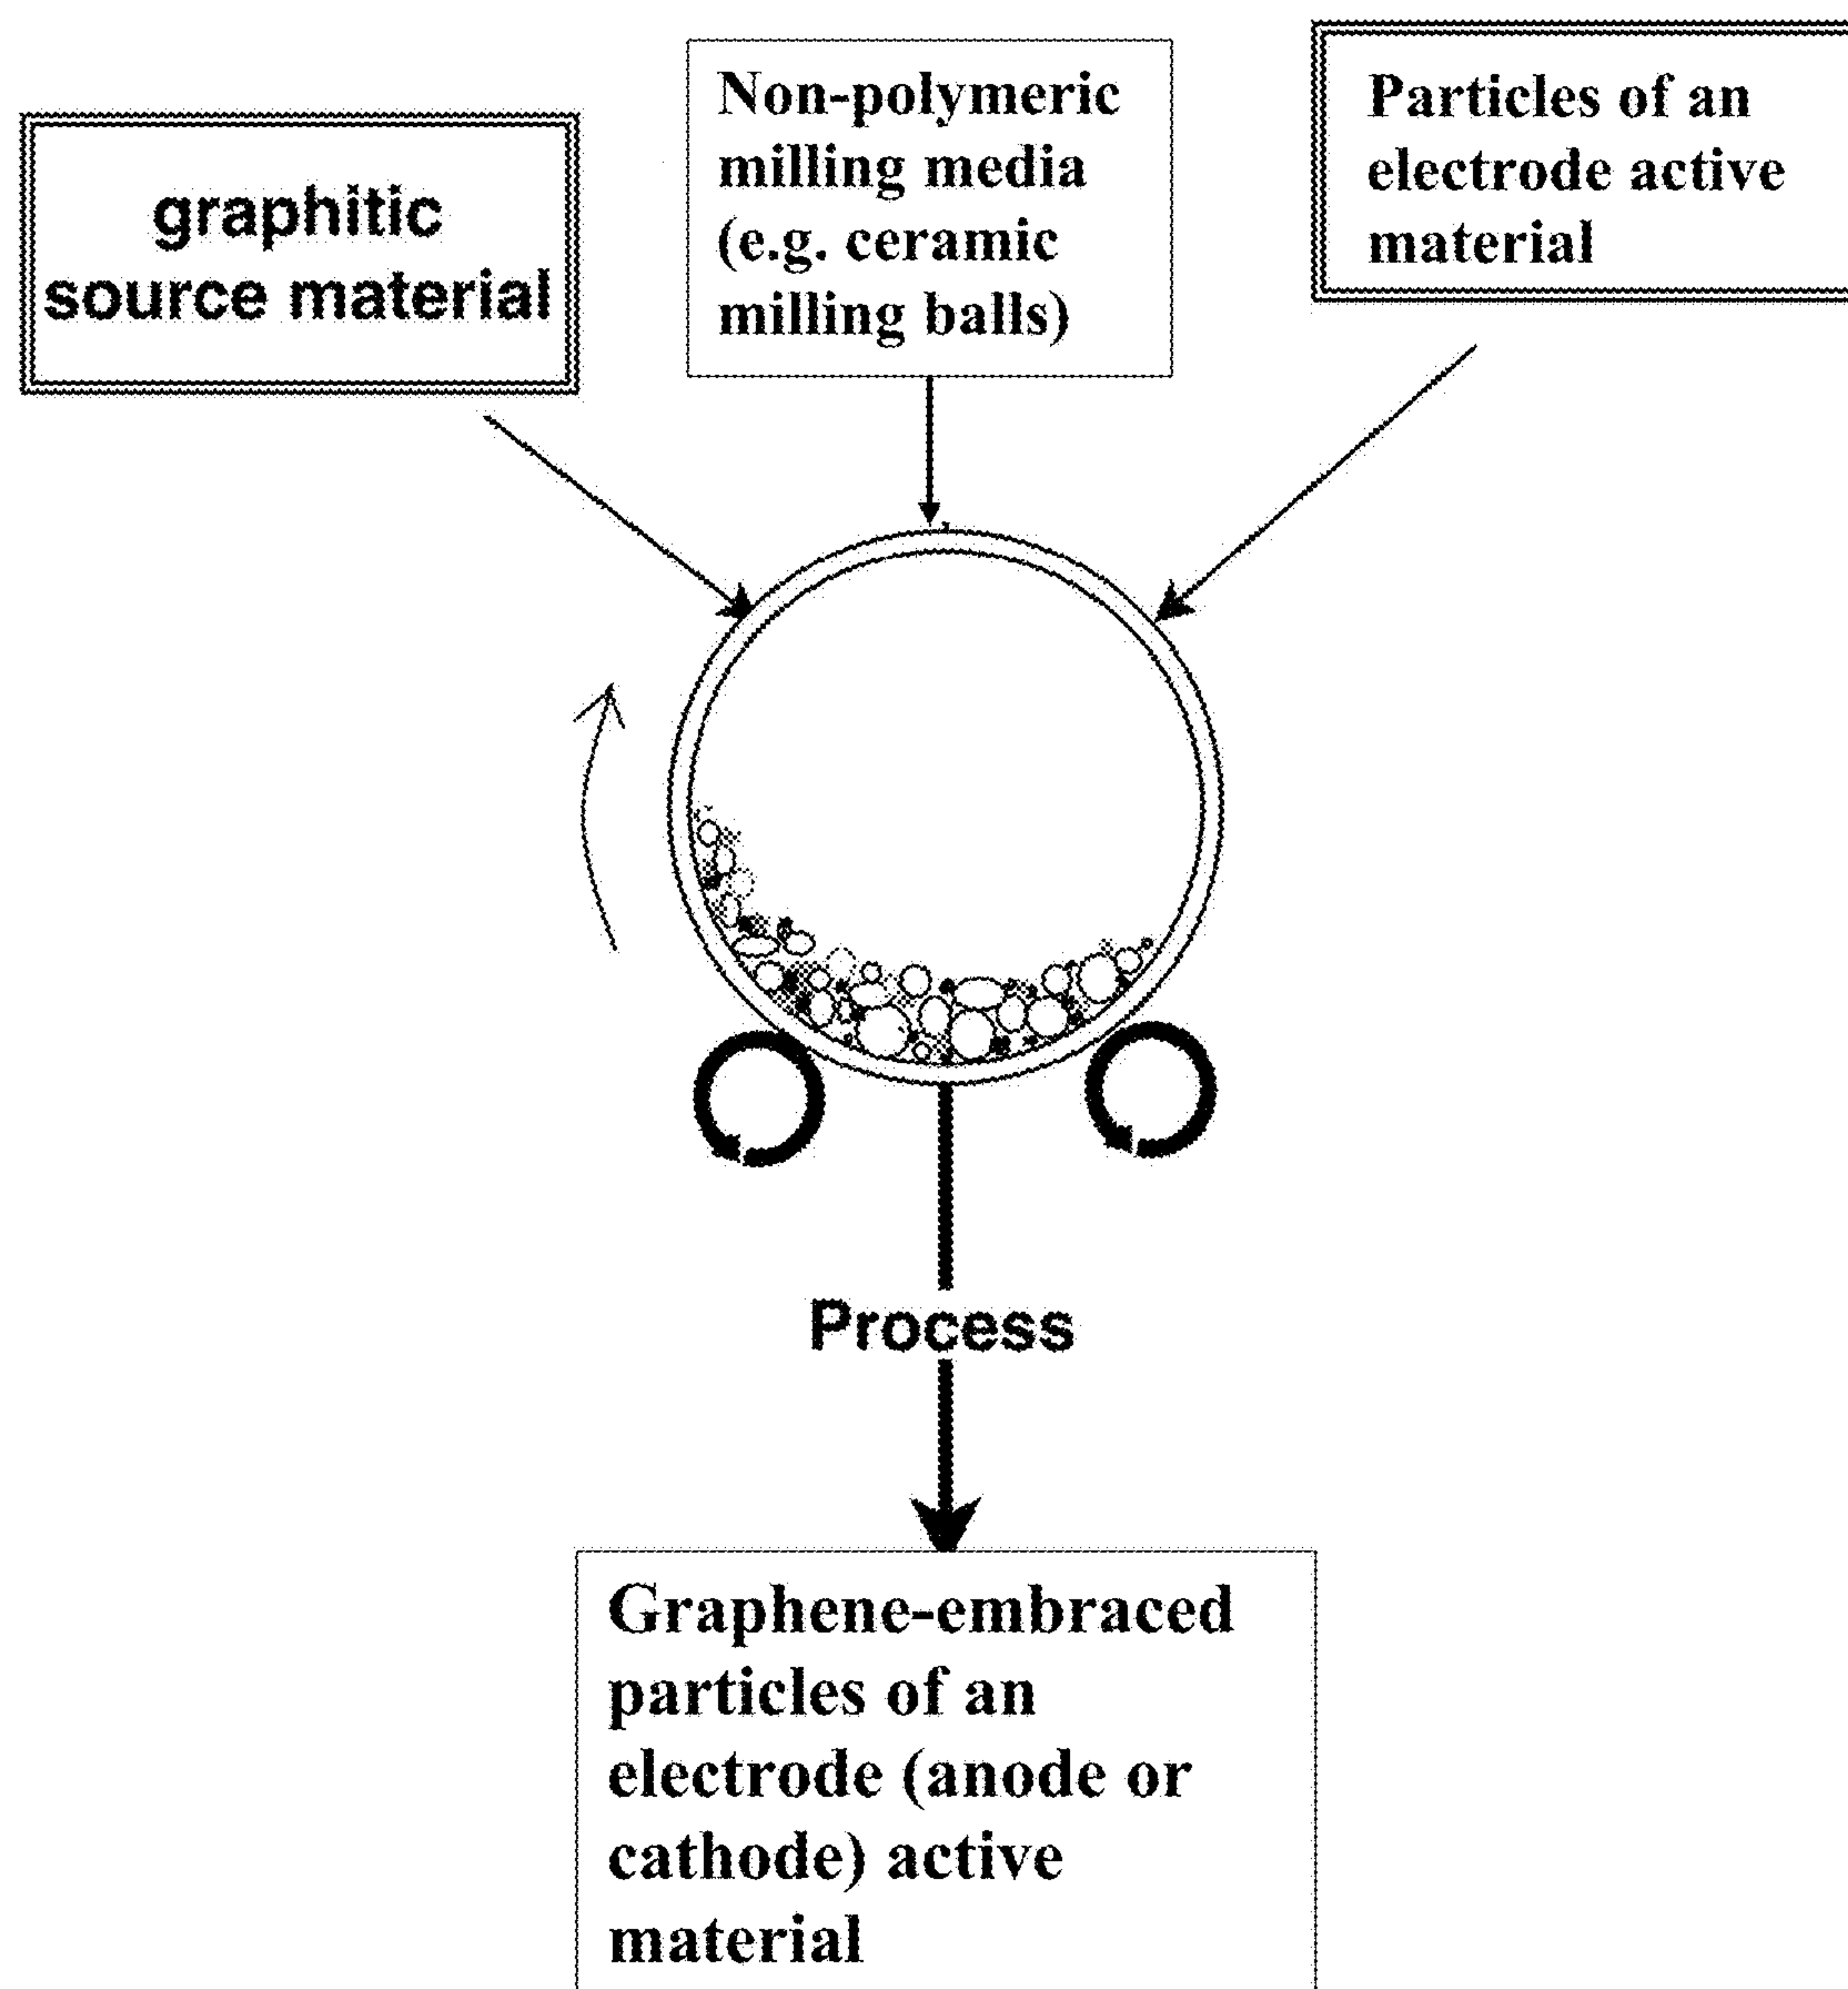 graphitic
source material
Non-polymeric
milling media
(e.g. ceramic
milling balls)
Particles of an
electrode active
material
Process
Graphene-embraced
particles of an
electrode (anode or
cathode) active
material